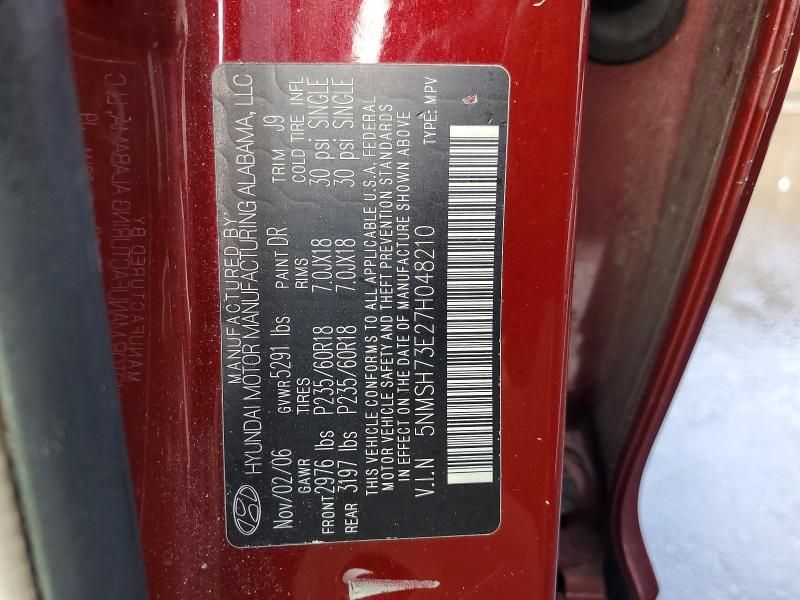 MANUFACTURED BY
HYUNDAI MOTOR MANUFACTURING ALABAMA, LLC
Nov/02/06 GVWR 5291 lbs PAINT DR TRIM J9
GAWR TIRES RIMS COLD TIRE INFL
FRONT 2976 lbs P235/60R18 7.0JX18 30 psi SINGLE
REAR 3197 lbs P235/60R18 7.0JX18 30 psi SINGLE
THIS VEHICLE CONFORMS TO ALL APPLICABLE U.S.A. FEDERAL
MOTOR VEHICLE SAFETY AND THEFT PREVENTION STANDARDS
IN EFFECT ON THE DATE OF MANUFACTURE SHOWN ABOVE
V.I.N 5NMSH73E27H048210 TYPE: MPV